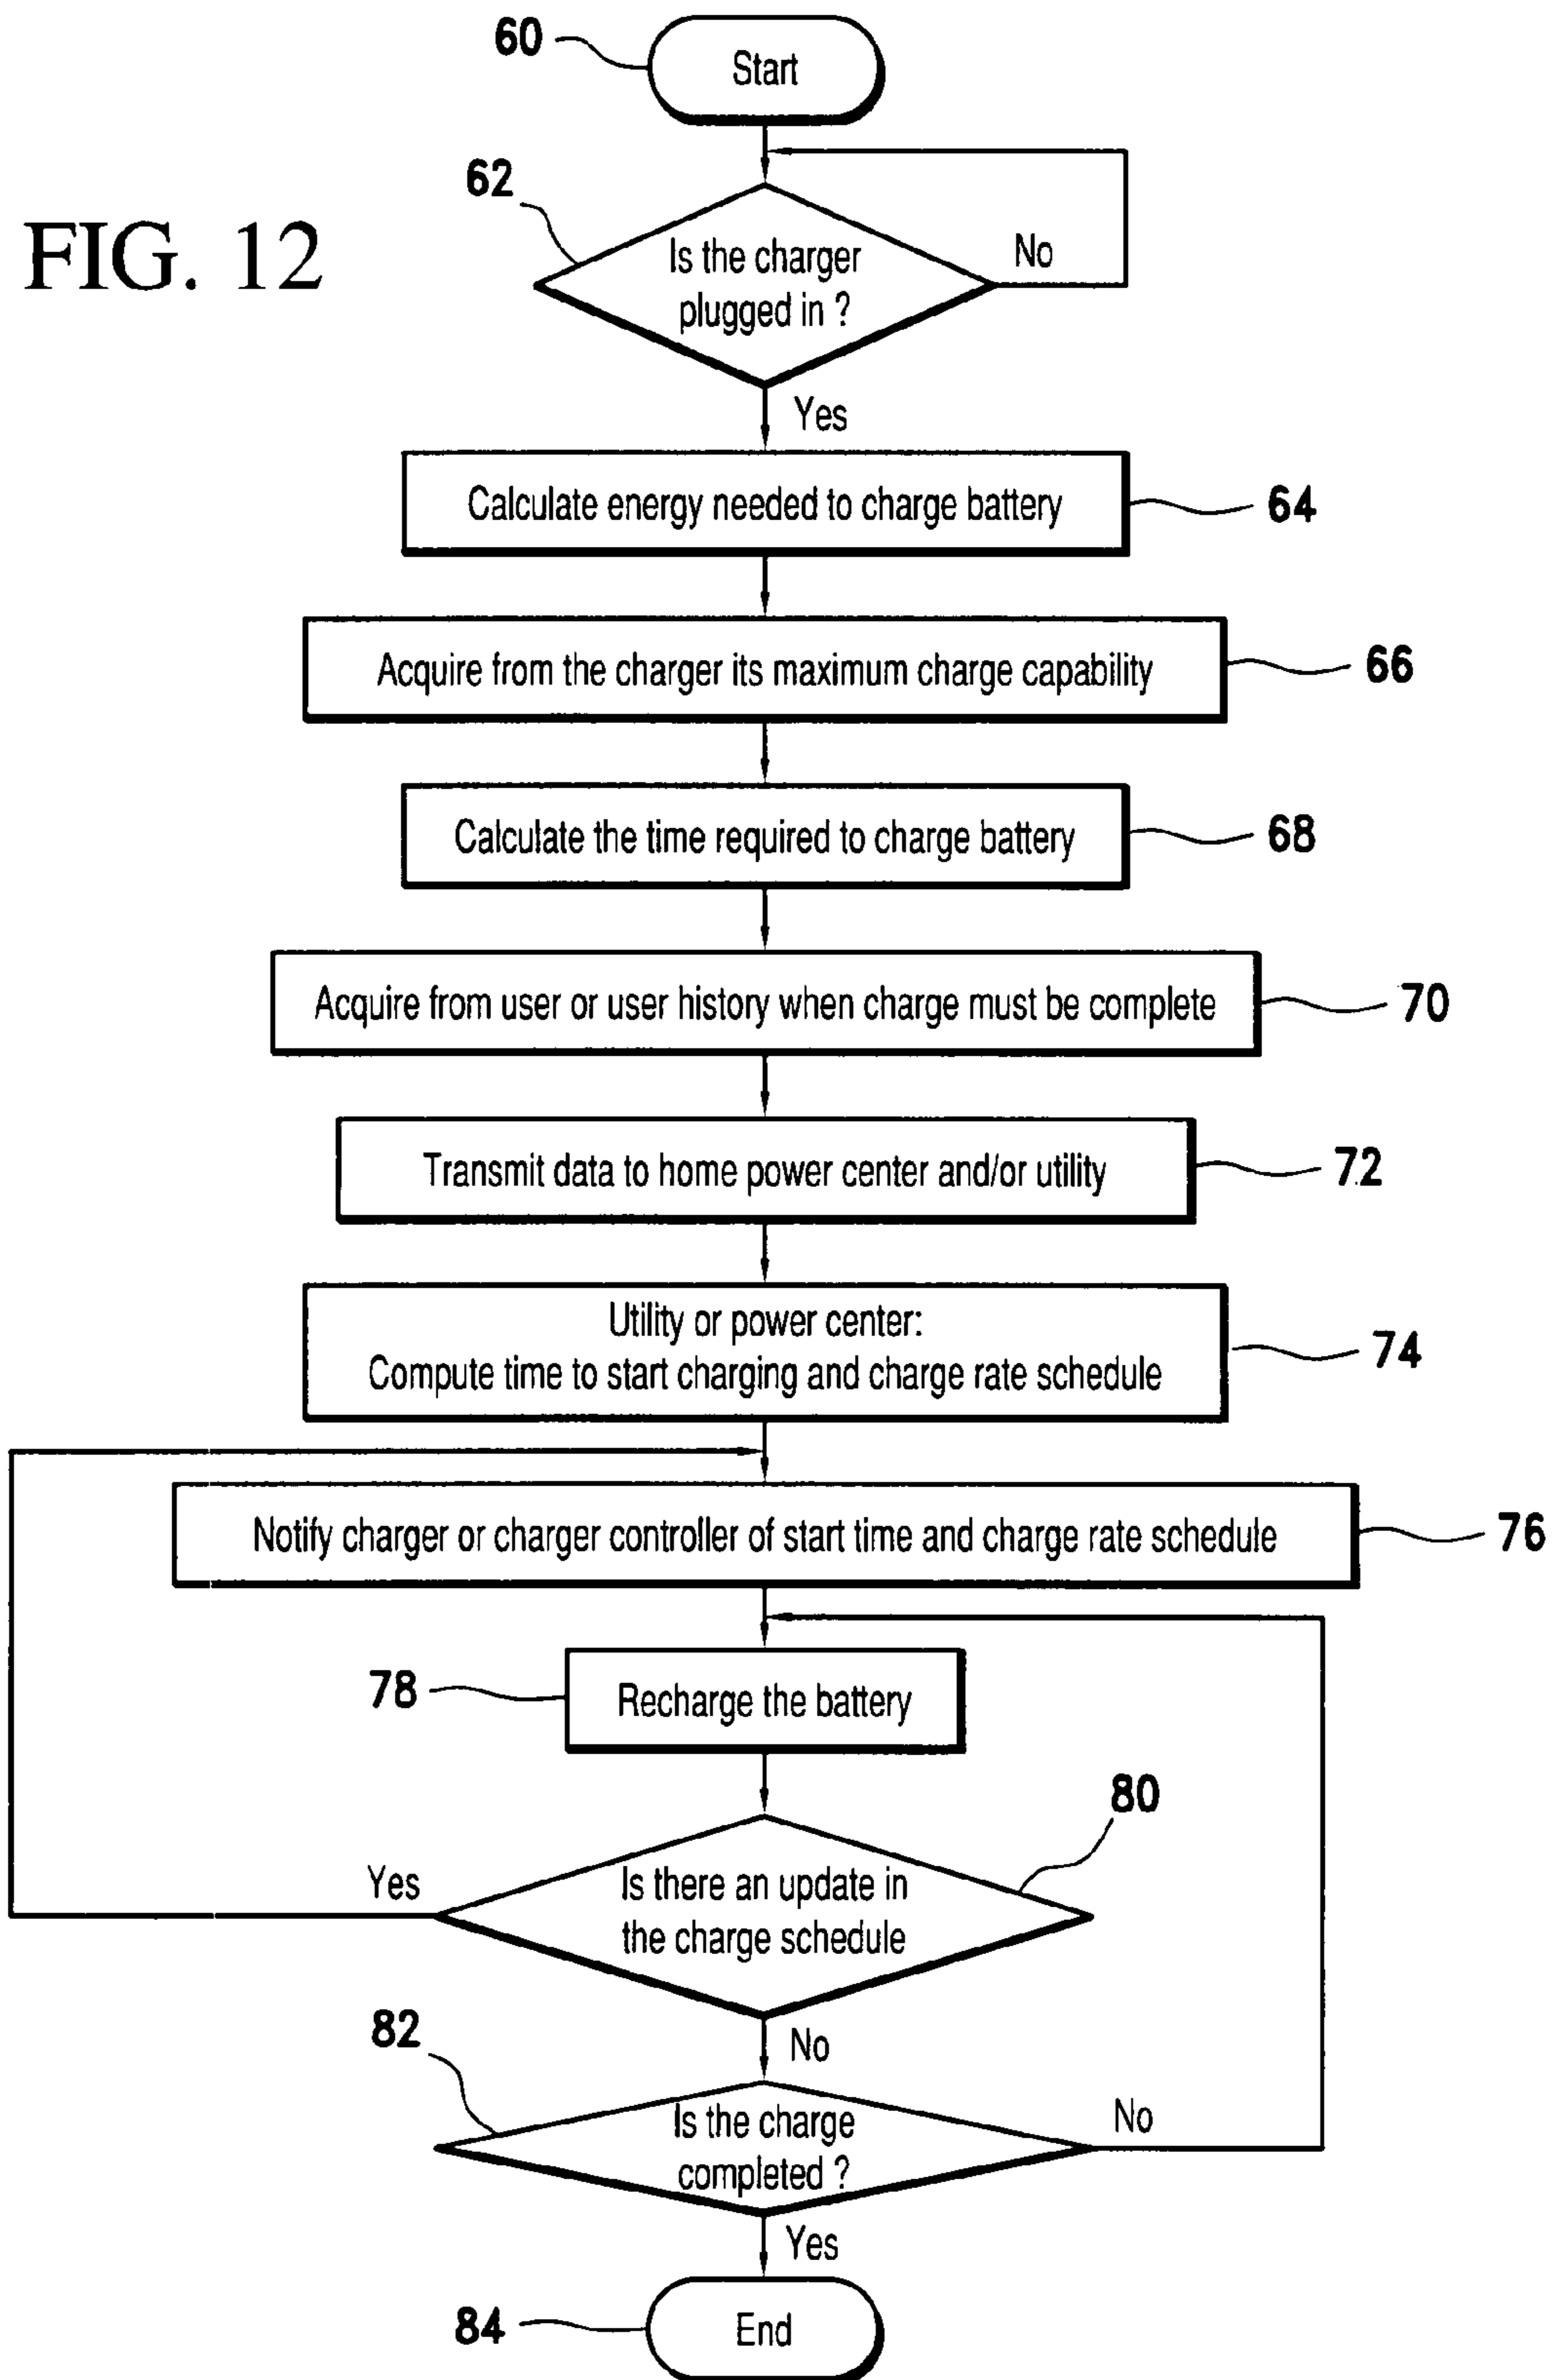 60
Start
62
FIG. 12
Is the charger
plugged in ?
No
Yes
Calculate energy needed to charge battery
64
Acquire from the charger its maximum charge capability
66
Calculate the time required to charge battery
68
Acquire from user or user history when charge must be complete
70
Transmit data to home power center and/or utility
72
Utility or power center:
Compute time to start charging and charge rate schedule
74
Notify charger or charger controller of start time and charge rate schedule
76
78
Recharge the battery
80
Yes
Is there an update in
the charge schedule
82
No
Is the charge
completed ?
No
Yes
84
End